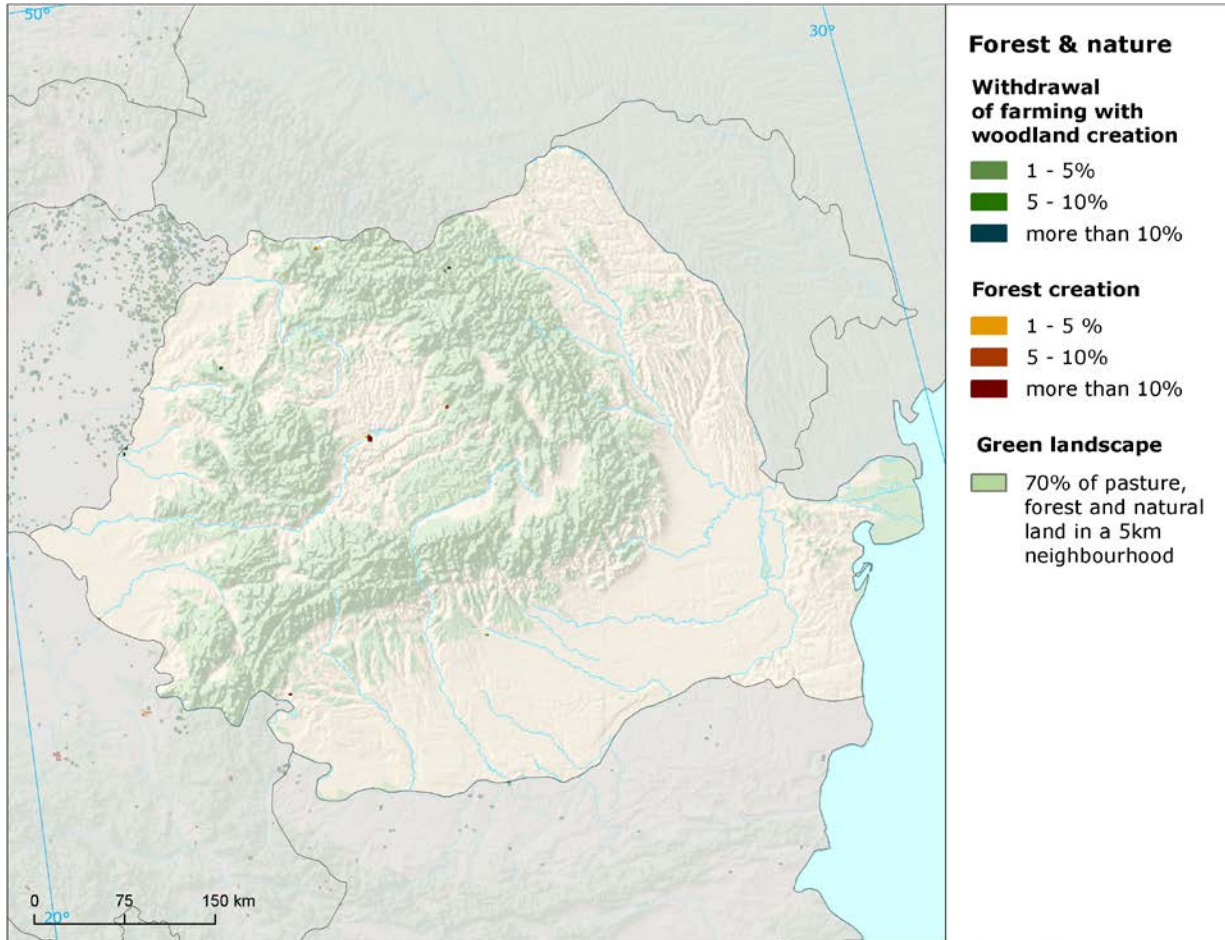 50°
30°
20°
0 75 150 km
Forest & nature
Withdrawal
of farming with
woodland creation
1 - 5%
5 - 10%
more than 10%
Forest creation
1 - 5 %
5 - 10%
more than 10%
Green landscape
70% of pasture,
forest and natural
land in a 5km
neighbourhood